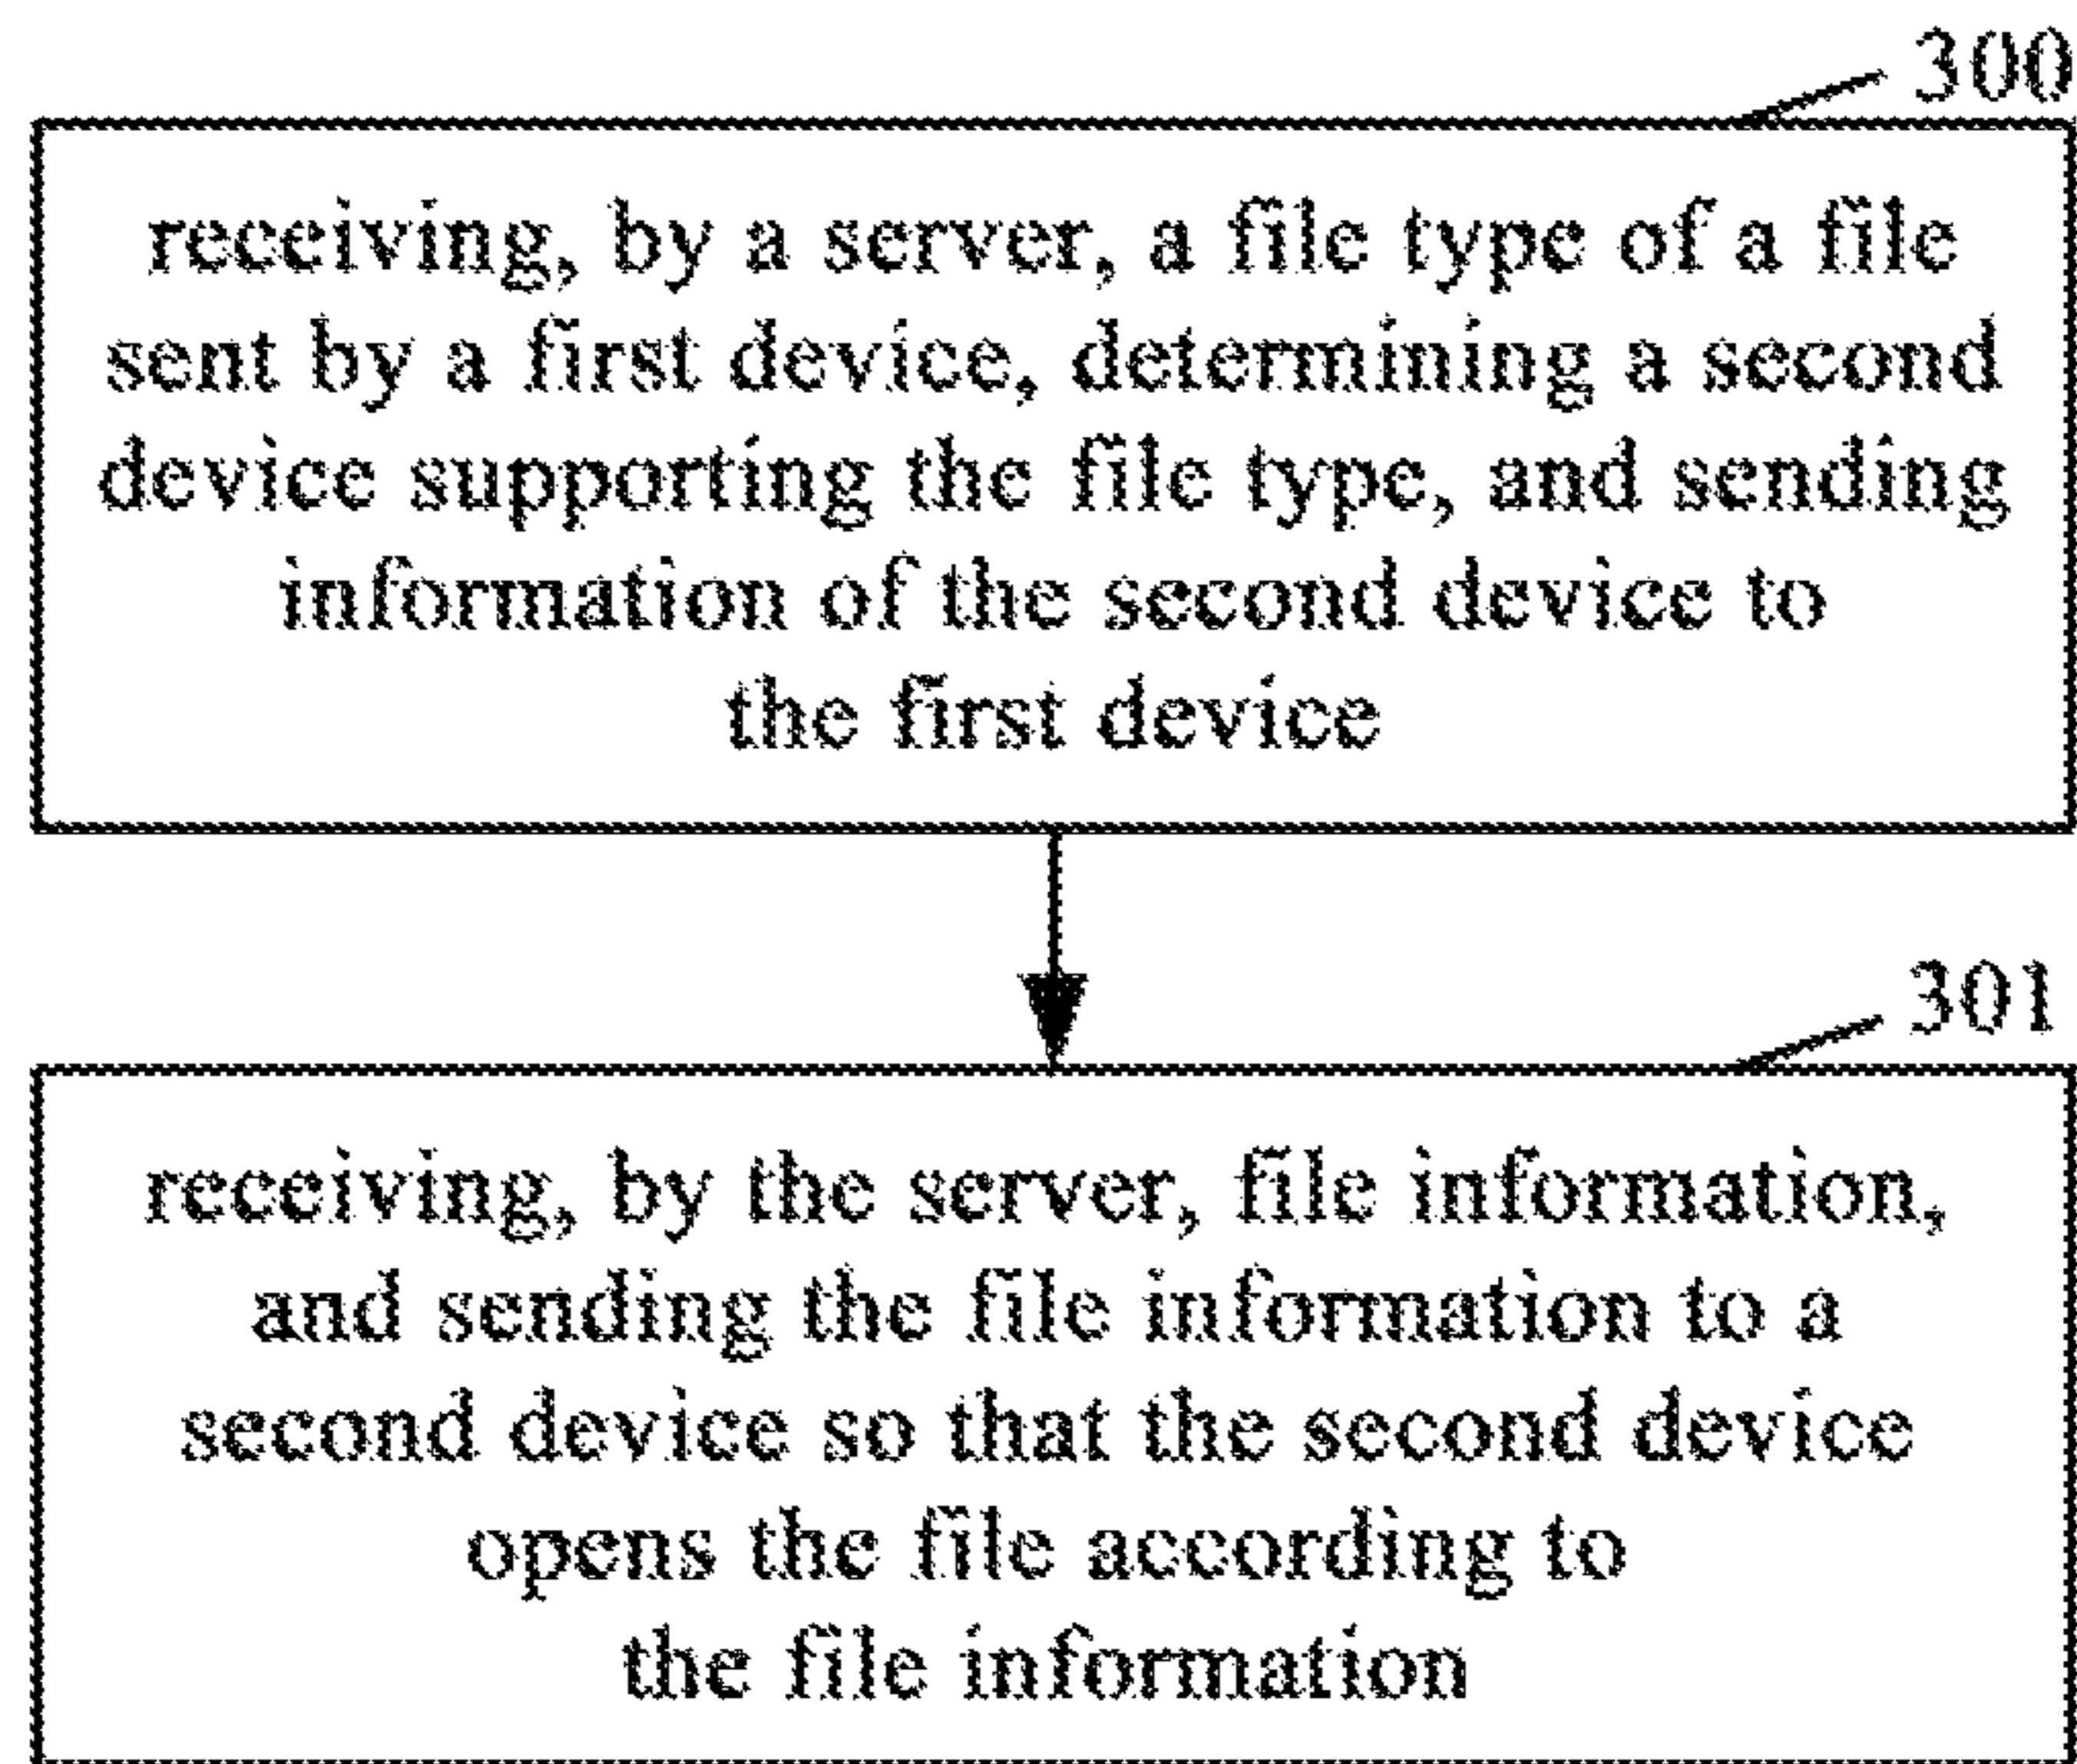 300
receiving, by a server, a file type of a file
sent by a first device, determining a second
device supporting the file type, and sending
information of the second device to
the first device
301
receiving, by the server, file information,
and sending the file information to a
second device so that the second device
opens the file according to
the file information